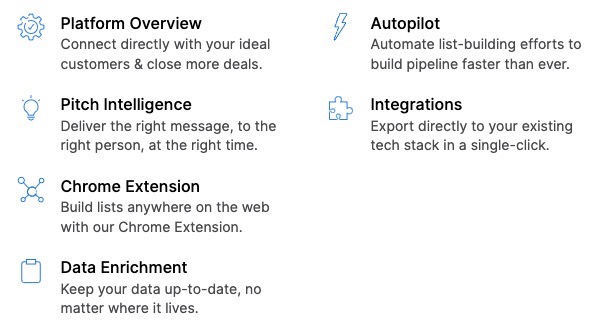 Platform Overview
Connect directly with your ideal
customers & close more deals.
Pitch Intelligence
Deliver the right message, to the
right person, at the right time.
Chrome Extension
Build lists anywhere on the web
with our Chrome Extension.
Data Enrichment
Keep your data up-to-date, no
matter where it lives.
Autopilot
Automate list-building efforts to
build pipeline faster than ever.
Integrations
Export directly to your existing
tech stack in a single-click.